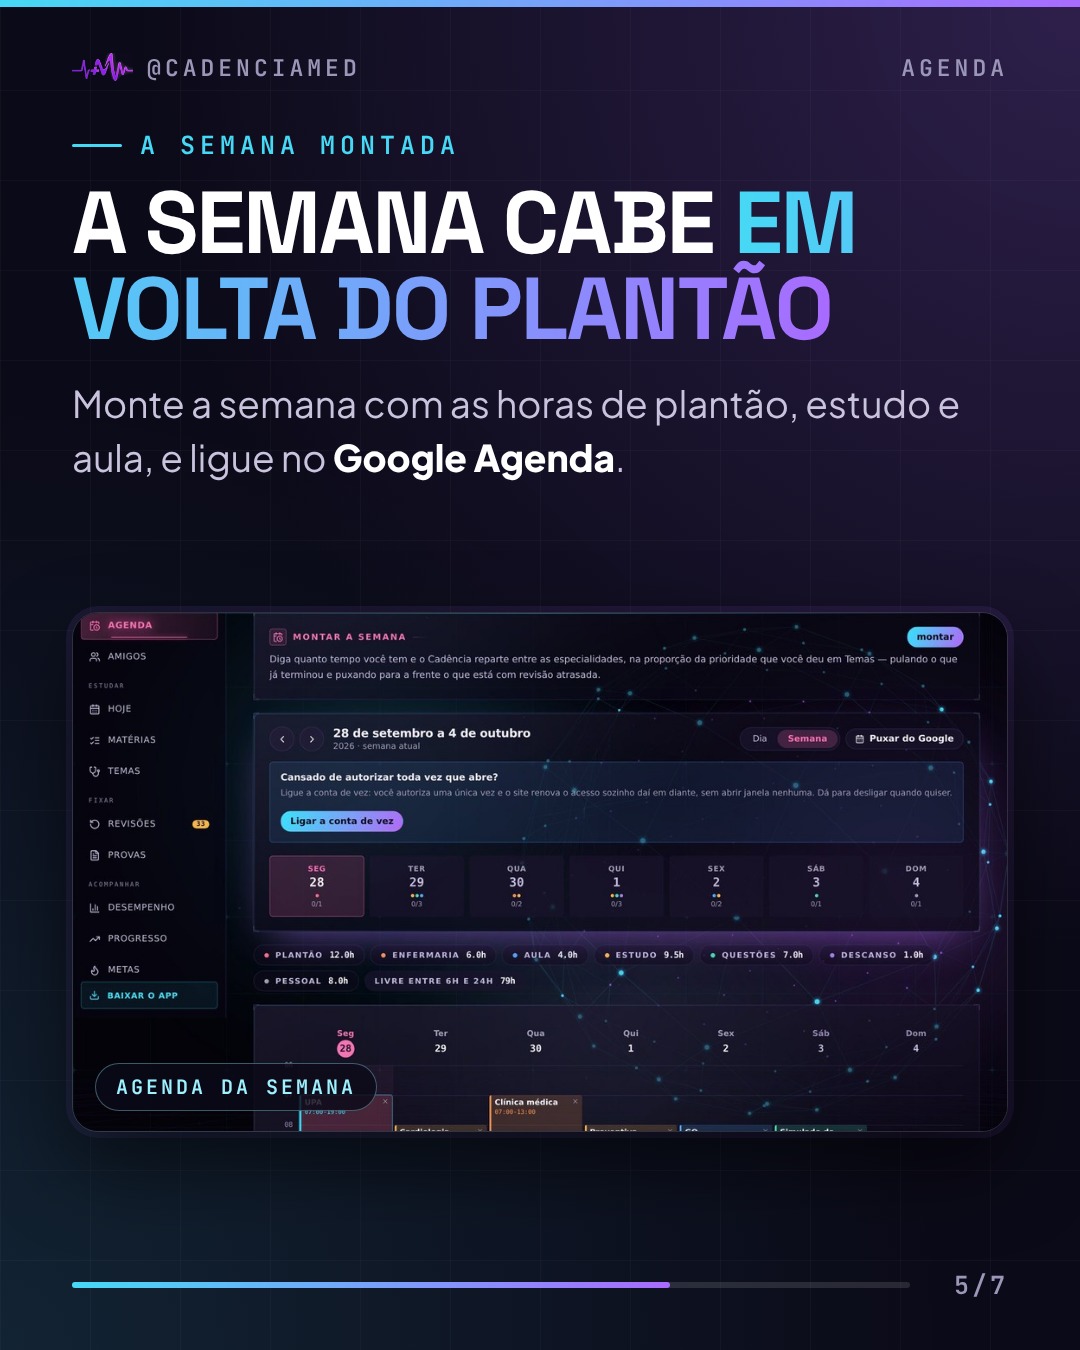 @CADENCIAMED
AGENDA
A SEMANA MONTADA
A SEMANA CABE EM
VOLTA DO PLANTÃO
Monte a semana com as horas de plantão, estudo e
aula, e ligue no Google Agenda.
AGENDA
AMIGOS
ESTUDAR
HOJE
MATÉRIAS
TEMAS
FIXAR
REVISÕES 33
PROVAS
ACOMPANHAR
DESEMPENHO
PROGRESSO
METAS
BAIXAR O APP
MONTAR A SEMANA
montar
Diga quanto tempo você tem e o Cadência reparte entre as especialidades, na proporção da prioridade que você deu em Temas — pulando o que
já terminou e puxando para a frente o que está com revisão atrasada.
28 de setembro a 4 de outubro
2026 · semana atual
Dia Semana Puxar do Google
Cansado de autorizar toda vez que abre?
Ligue a conta de vez: você autoriza uma única vez e o site renova o acesso sozinho daí em diante, sem abrir janela nenhuma. Dá para desligar quando quiser.
Ligar a conta de vez
SEG TER QUA QUI SEX SÁB DOM
28 29 30 1 2 3 4
0/1 0/3 0/2 0/3 0/2 0/1 0/1
PLANTÃO 12.0h ENFERMARIA 6.0h AULA 4.0h ESTUDO 9.5h QUESTÕES 7.0h DESCANSO 1.0h
PESSOAL 8.0h LIVRE ENTRE 6H E 24H 79h
Seg Ter Qua Qui Sex Sáb Dom
28 29 30 1 2 3 4
AGENDA DA SEMANA
UPA × Clínica médica ×
07:00-19:00 07:00-13:00
08
5/7